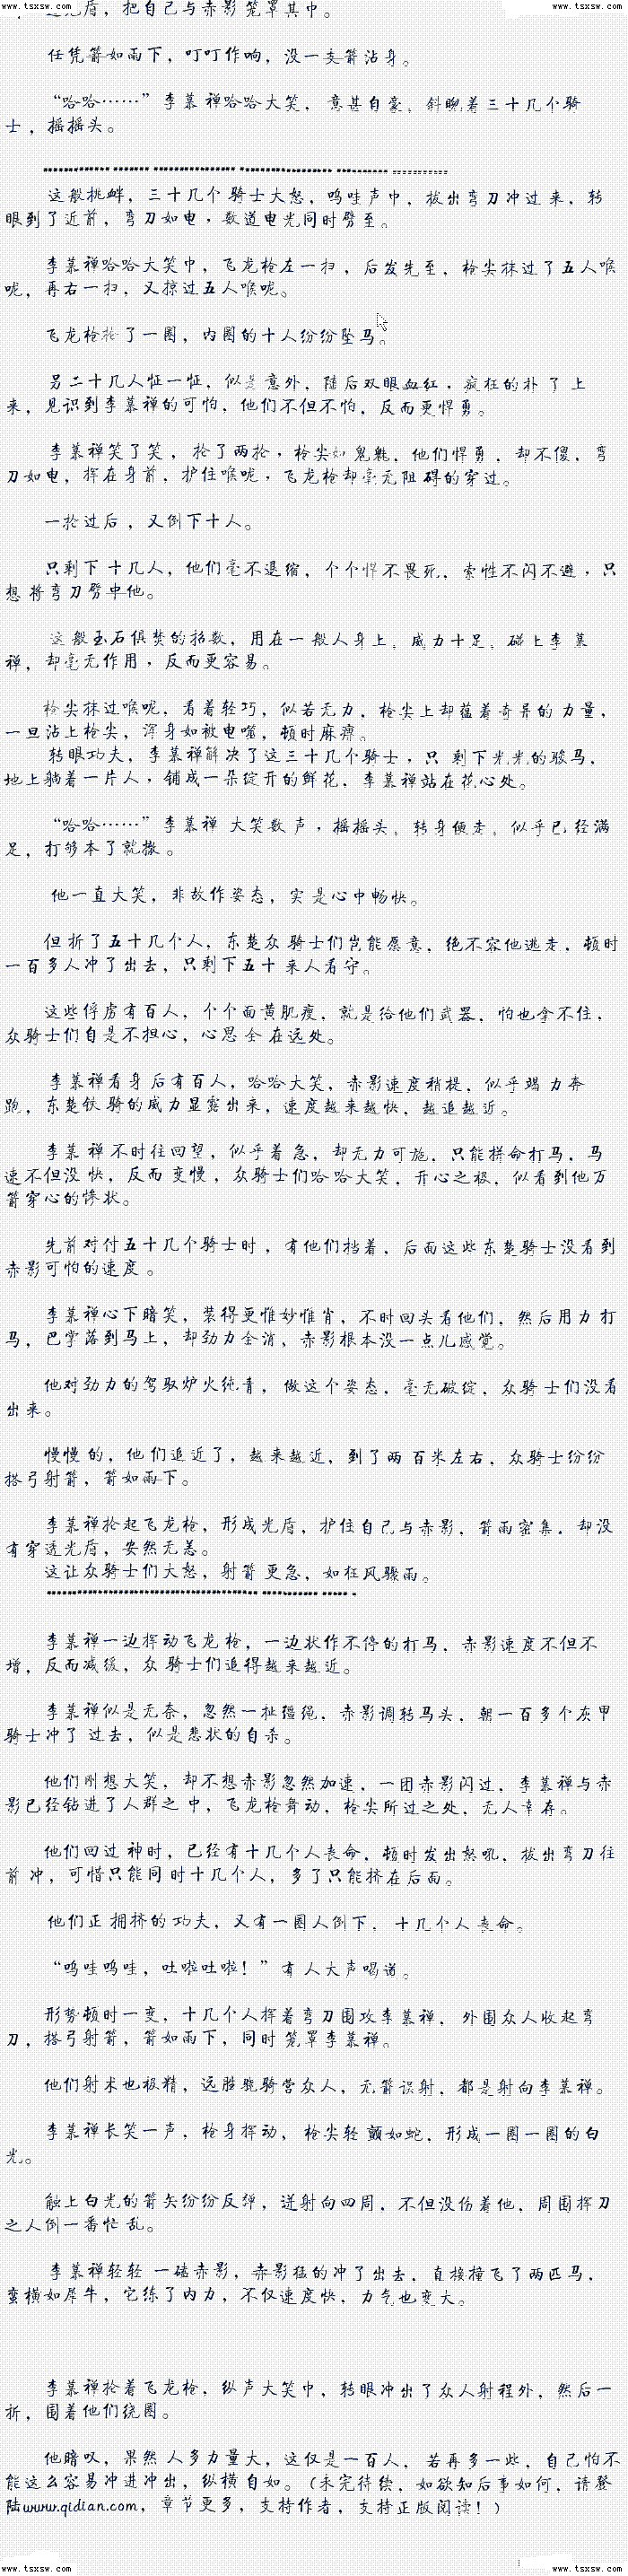 www.tsxsw.com www.tsxsw.com
光盾，把自己与赤影笼罩其中。
任凭箭如雨下，叮叮作响，没一支箭沾身。
“哈哈……”李慕禅哈哈大笑，意甚自豪，斜睨着三十几个骑
士，摇摇头。
这般挑衅，三十几个骑士大怒，呜哇声中，拔出弯刀冲过来，转
眼到了近前，弯刀如电，数道电光同时劈至。
李慕禅哈哈大笑中，飞龙枪左一扫，后发先至，枪尖抹过了五人喉
咙，再右一扫，又掠过五人喉咙。
飞龙枪抡了一圈，内圈的十人纷纷坠马。
另二十几人怔一怔，似是意外，随后双眼血红，疯狂的扑了上
来，见识到李慕禅的可怕，他们不但不怕，反而更悍勇。
李慕禅笑了笑，抡了两抡，枪尖如鬼魅，他们悍勇，却不傻，弯
刀如电，挥在身前，护住喉咙，飞龙枪却毫无阻碍的穿过。
一抡过后，又倒下十人。
只剩下十几人，他们毫不退缩，个个悍不畏死，索性不闪不避，只
想将弯刀劈中他。
这般玉石俱焚的招数，用在一般人身上，威力十足，碰上李慕
禅，却毫无作用，反而更容易。
枪尖抹过喉咙，看着轻巧，似若无力，枪尖上却蕴着奇异的力量，
一旦沾上枪尖，浑身如被电噬，顿时麻痹。
转眼功夫，李慕禅解决了这三十几个骑士，只剩下光光的骏马，
地上躺着一片人，铺成一朵绽开的鲜花，李慕禅站在花心处。
“哈哈……”李慕禅大笑数声，摇摇头，转身便走，似乎已经满
足，打够本了就撤。
他一直大笑，非故作姿态，实是心中畅快。
但折了五十几个人，东楚众骑士们岂能愿意，绝不容他逃走，顿时
一百多人冲了出去，只剩下五十来人看守。
这些俘虏有百人，个个面黄肌瘦，就是给他们武器，怕也拿不住，
众骑士们自是不担心，心思全在远处。
李慕禅看身后有百人，哈哈大笑，赤影速度稍提，似乎竭力奔
跑，东楚铁骑的威力显露出来，速度越来越快，越追越近。
李慕禅不时往回望，似乎着急，却无力可施，只能拼命打马，马
速不但没快，反而变慢，众骑士们哈哈大笑，开心之极，似看到他万
箭穿心的惨状。
先前对付五十几个骑士时，有他们挡着，后面这些东楚骑士没看到
赤影可怕的速度。
李慕禅心下暗笑，装得更惟妙惟肖，不时回头看他们，然后用力打
马，巴掌落到马上，却劲力全消，赤影根本没一点儿感觉。
他对劲力的驾驭炉火纯青，做这个姿态，毫无破绽，众骑士们没看
出来。
慢慢的，他们追近了，越来越近，到了两百米左右，众骑士纷纷
搭弓射箭，箭如雨下。
李慕禅抡起飞龙枪，形成光盾，护住自己与赤影，箭雨密集，却没
有穿透光盾，安然无恙。
这让众骑士们大怒，射箭更急，如狂风骤雨。
李慕禅一边挥动飞龙枪，一边状作不停的打马，赤影速度不但不
增，反而减缓，众骑士们追得越来越近。
李慕禅似是无奈，忽然一扯缰绳，赤影调转马头，朝一百多个灰甲
骑士冲了过去，似是悲状的自杀。
他们刚想大笑，却不想赤影忽然加速，一团赤影闪过，李慕禅与赤
影已经钻进了人群之中，飞龙枪舞动，枪尖所过之处，无人幸存。
他们回过神时，已经有十几个人丧命，顿时发出怒吼，拔出弯刀往
前冲，可惜只能同时十几个人，多了只能挤在后面。
他们正拥挤的功夫，又有一圈人倒下，十几个人丧命。
“呜哇呜哇，吐啦吐啦！”有人大声喝道。
形势顿时一变，十几个人挥着弯刀围攻李慕禅，外围众人收起弯
刀，搭弓射箭，箭如雨下，同时笼罩李慕禅。
他们射术也极精，远胜骁骑营众人，无箭误射，都是射向李慕禅。
李慕禅长笑一声，枪身挥动，枪尖轻颤如蛇，形成一圈一圈的白
光。
触上白光的箭矢纷纷反弹，迸射向四周，不但没伤着他，周围挥刀
之人倒一番忙乱。
李慕禅轻轻一磕赤影，赤影猛的冲了出去，直接撞飞了两匹马，
蛮横如犀牛，它练了内力，不仅速度快，力气也变大。
李慕禅抡着飞龙枪，纵声大笑中，转眼冲出了众人射程外，然后一
折，围着他们绕圈。
他暗叹，果然人多力量大，这仅是一百人，若再多一些，自己怕不
能这么容易冲进冲出，纵横自如。（未完待续，如欲知后事如何，请登
陆www.qidian.com，章节更多，支持作者，支持正版阅读！）
www.tsxsw.com www.tsxsw.com